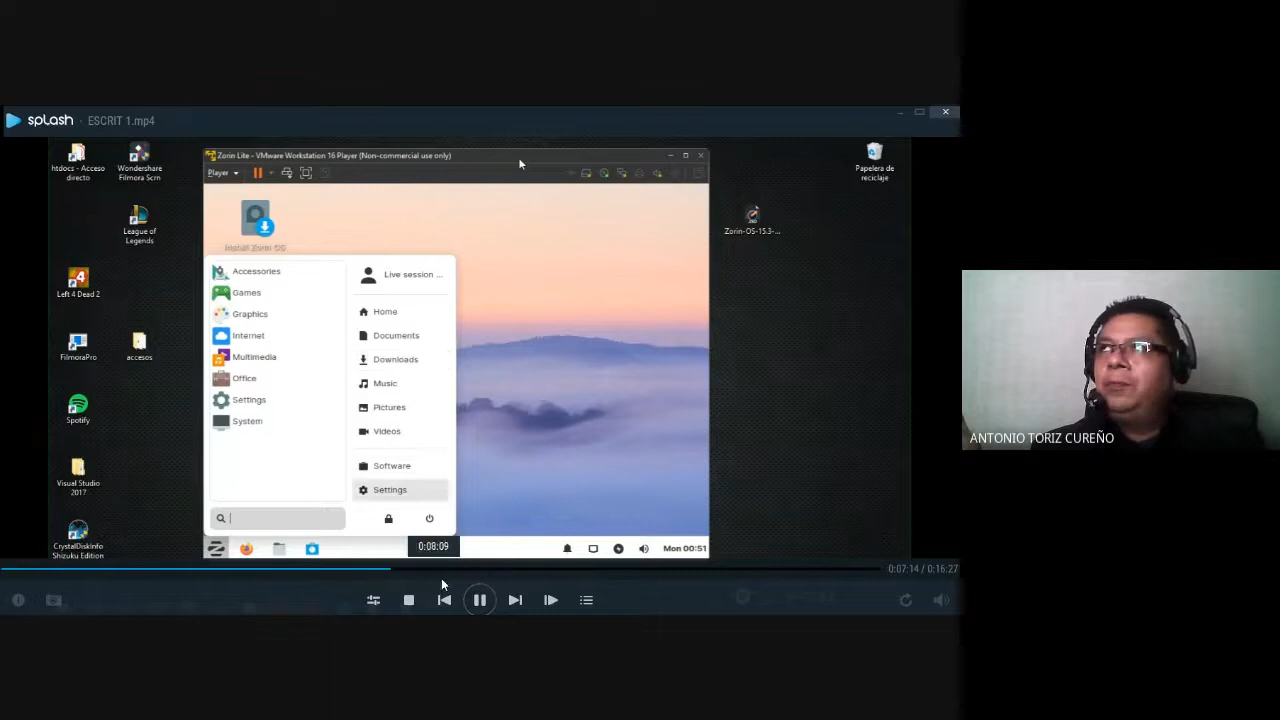 splash · ESCRIT 1.mp4
htdocs - Acceso
directo
Wondershare
Filmora Scrn
Papelera de
reciclaje
League of
Legends
Left 4 Dead 2
FilmoraPro
accesos
Spotify
Visual Studio
2017
CrystalDiskInfo
Shizuku Edition
Zorin-OS-15.3-...
Zorin Lite - VMware Workstation 16 Player (Non-commercial use only)
Player
Install Zorin OS
Accessories
Games
Graphics
Internet
Multimedia
Office
Settings
System
Live session ...
Home
Documents
Downloads
Music
Pictures
Videos
Software
Settings
Mon 00:51
0:08:09
0:07:14 / 0:16:27
ANTONIO TORIZ CUREÑO